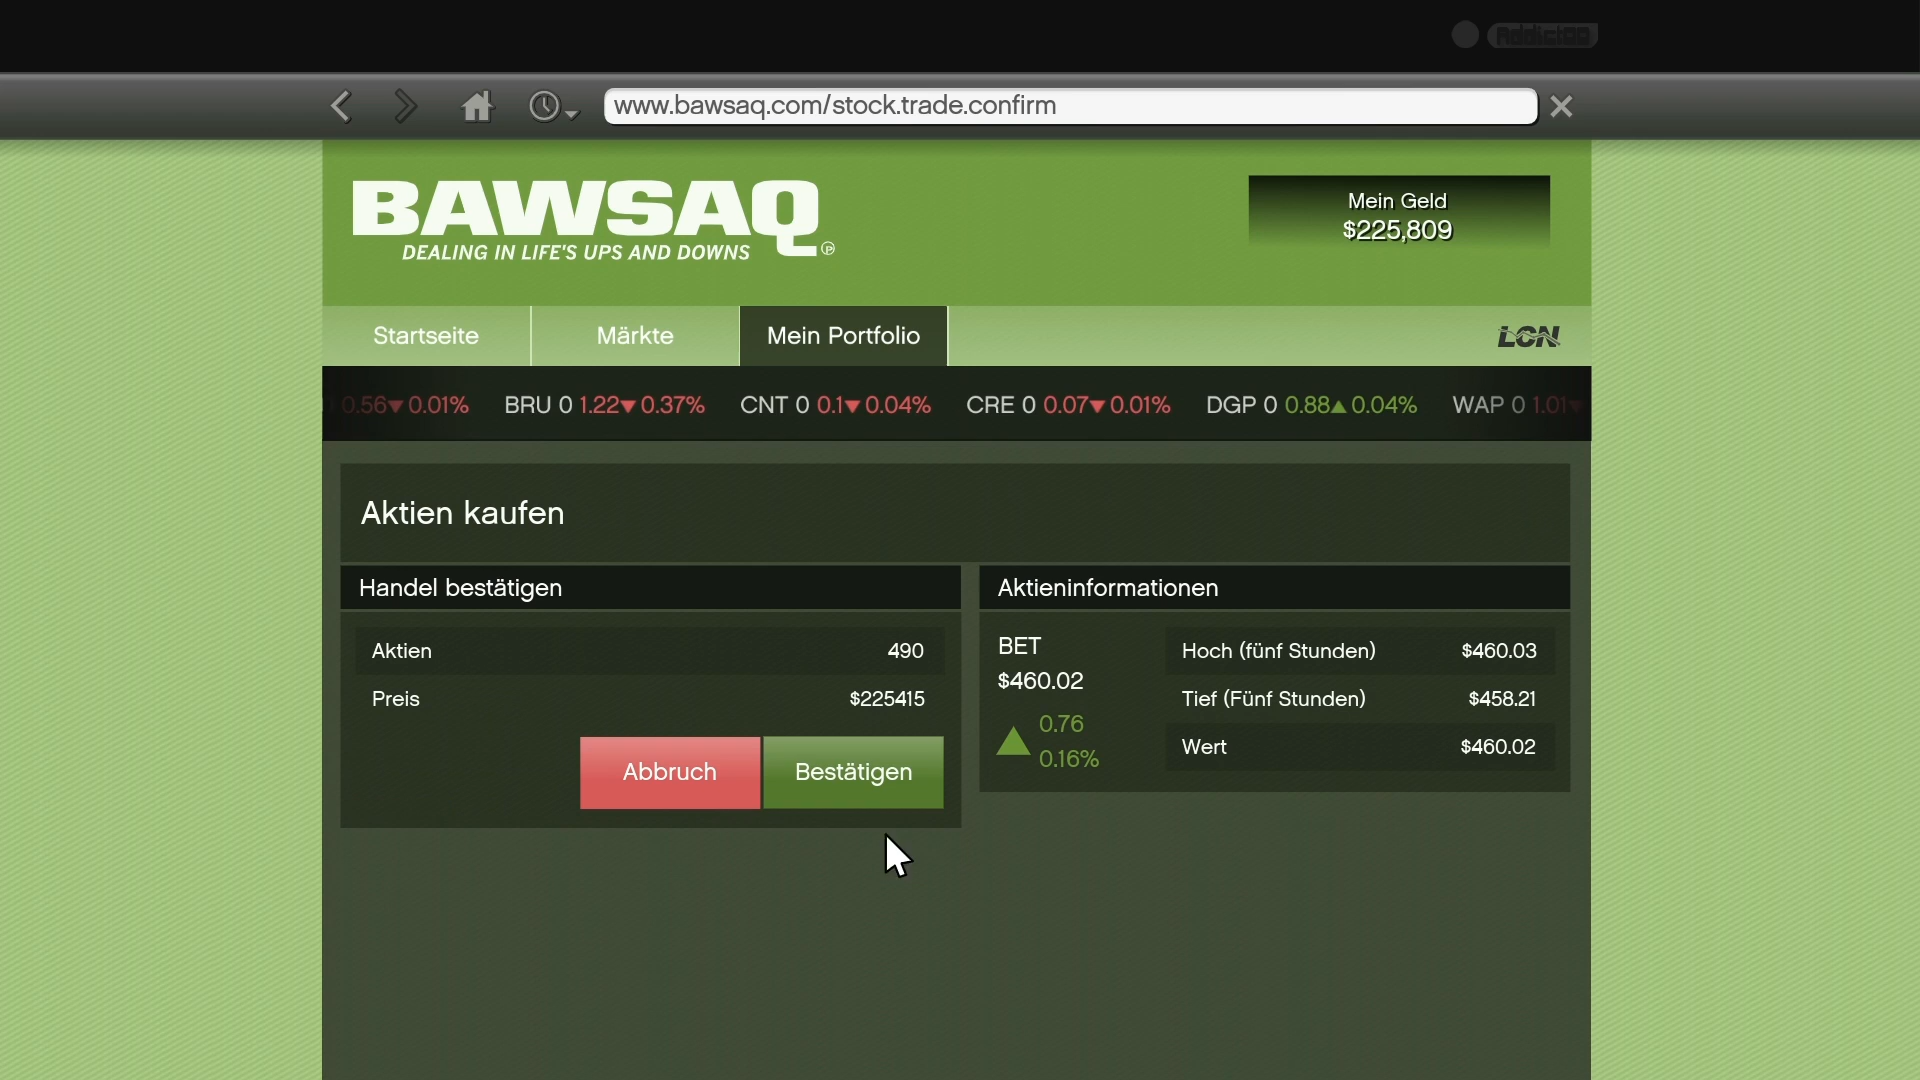 www.bawsaq.com/stock.trade.confirm
BAWSAQ
DEALING IN LIFE'S UPS AND DOWNS
Mein Geld
$225,809
Startseite Märkte Mein Portfolio LCN
0.56▼0.01% BRU 0 1.22▼0.37% CNT 0 0.1▼0.04% CRE 0 0.07▼0.01% DGP 0 0.88▲0.04% WAP 0 1.01▼
Aktien kaufen
Handel bestätigen
Aktien 490
Preis $225415
Abbruch Bestätigen
Aktieninformationen
BET
$460.02
▲ 0.76
0.16%
Hoch (fünf Stunden) $460.03
Tief (Fünf Stunden) $458.21
Wert $460.02